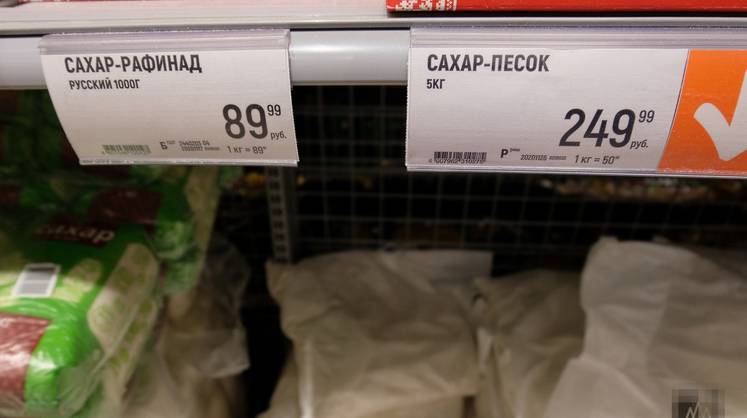 САХАР-РАФИНАД
РУССКИЙ 1000Г
89 99
руб.
1 кг = 89
САХАР-ПЕСОК
5КГ
249 99
руб.
1 кг = 50
сахар